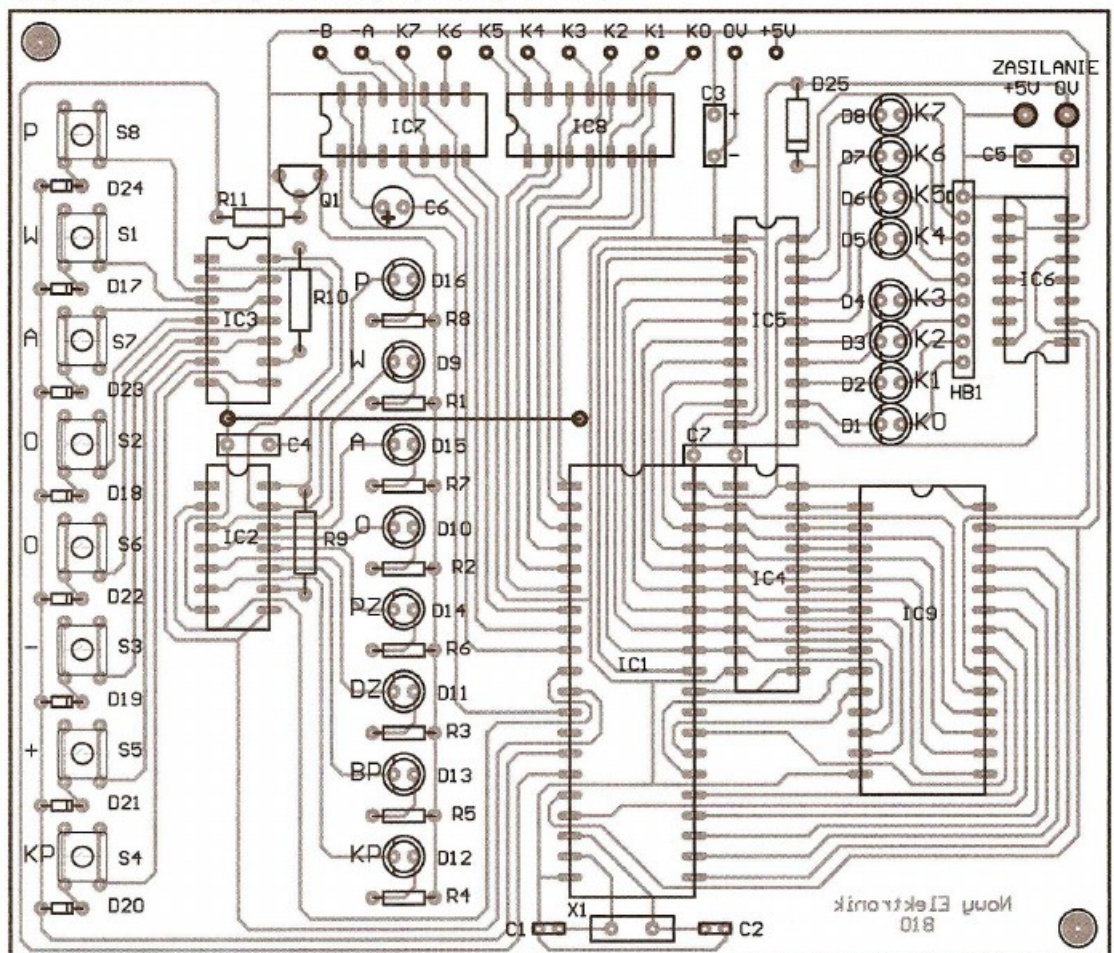 -B -A K7 K6 K5 K4 K3 K2 K1 K0 0V +5V
ZASILANIE
+5V 0V
D25
C3
+
-
IC7
IC8
D8 K7
D7 K6
D6 K5
D5 K4
D4 K3
D3 K2
D2 K1
D1 K0
C5
HB1
IC6
IC5
C7
P S8
D24
W S1
D17
A S7
D23
O S2
D18
O S6
D22
- S3
D19
+ S5
D21
KP S4
D20
R11
Q1
C6
+
IC3
R10
C4
IC2
R9
P D16
R8
W D9
R1
A D15
R7
O D10
R2
PZ D14
R6
DZ D11
R3
BP D13
R5
KP D12
R4
IC1
IC4
IC9
C1
X1
C2
Nowy Elektronik
810